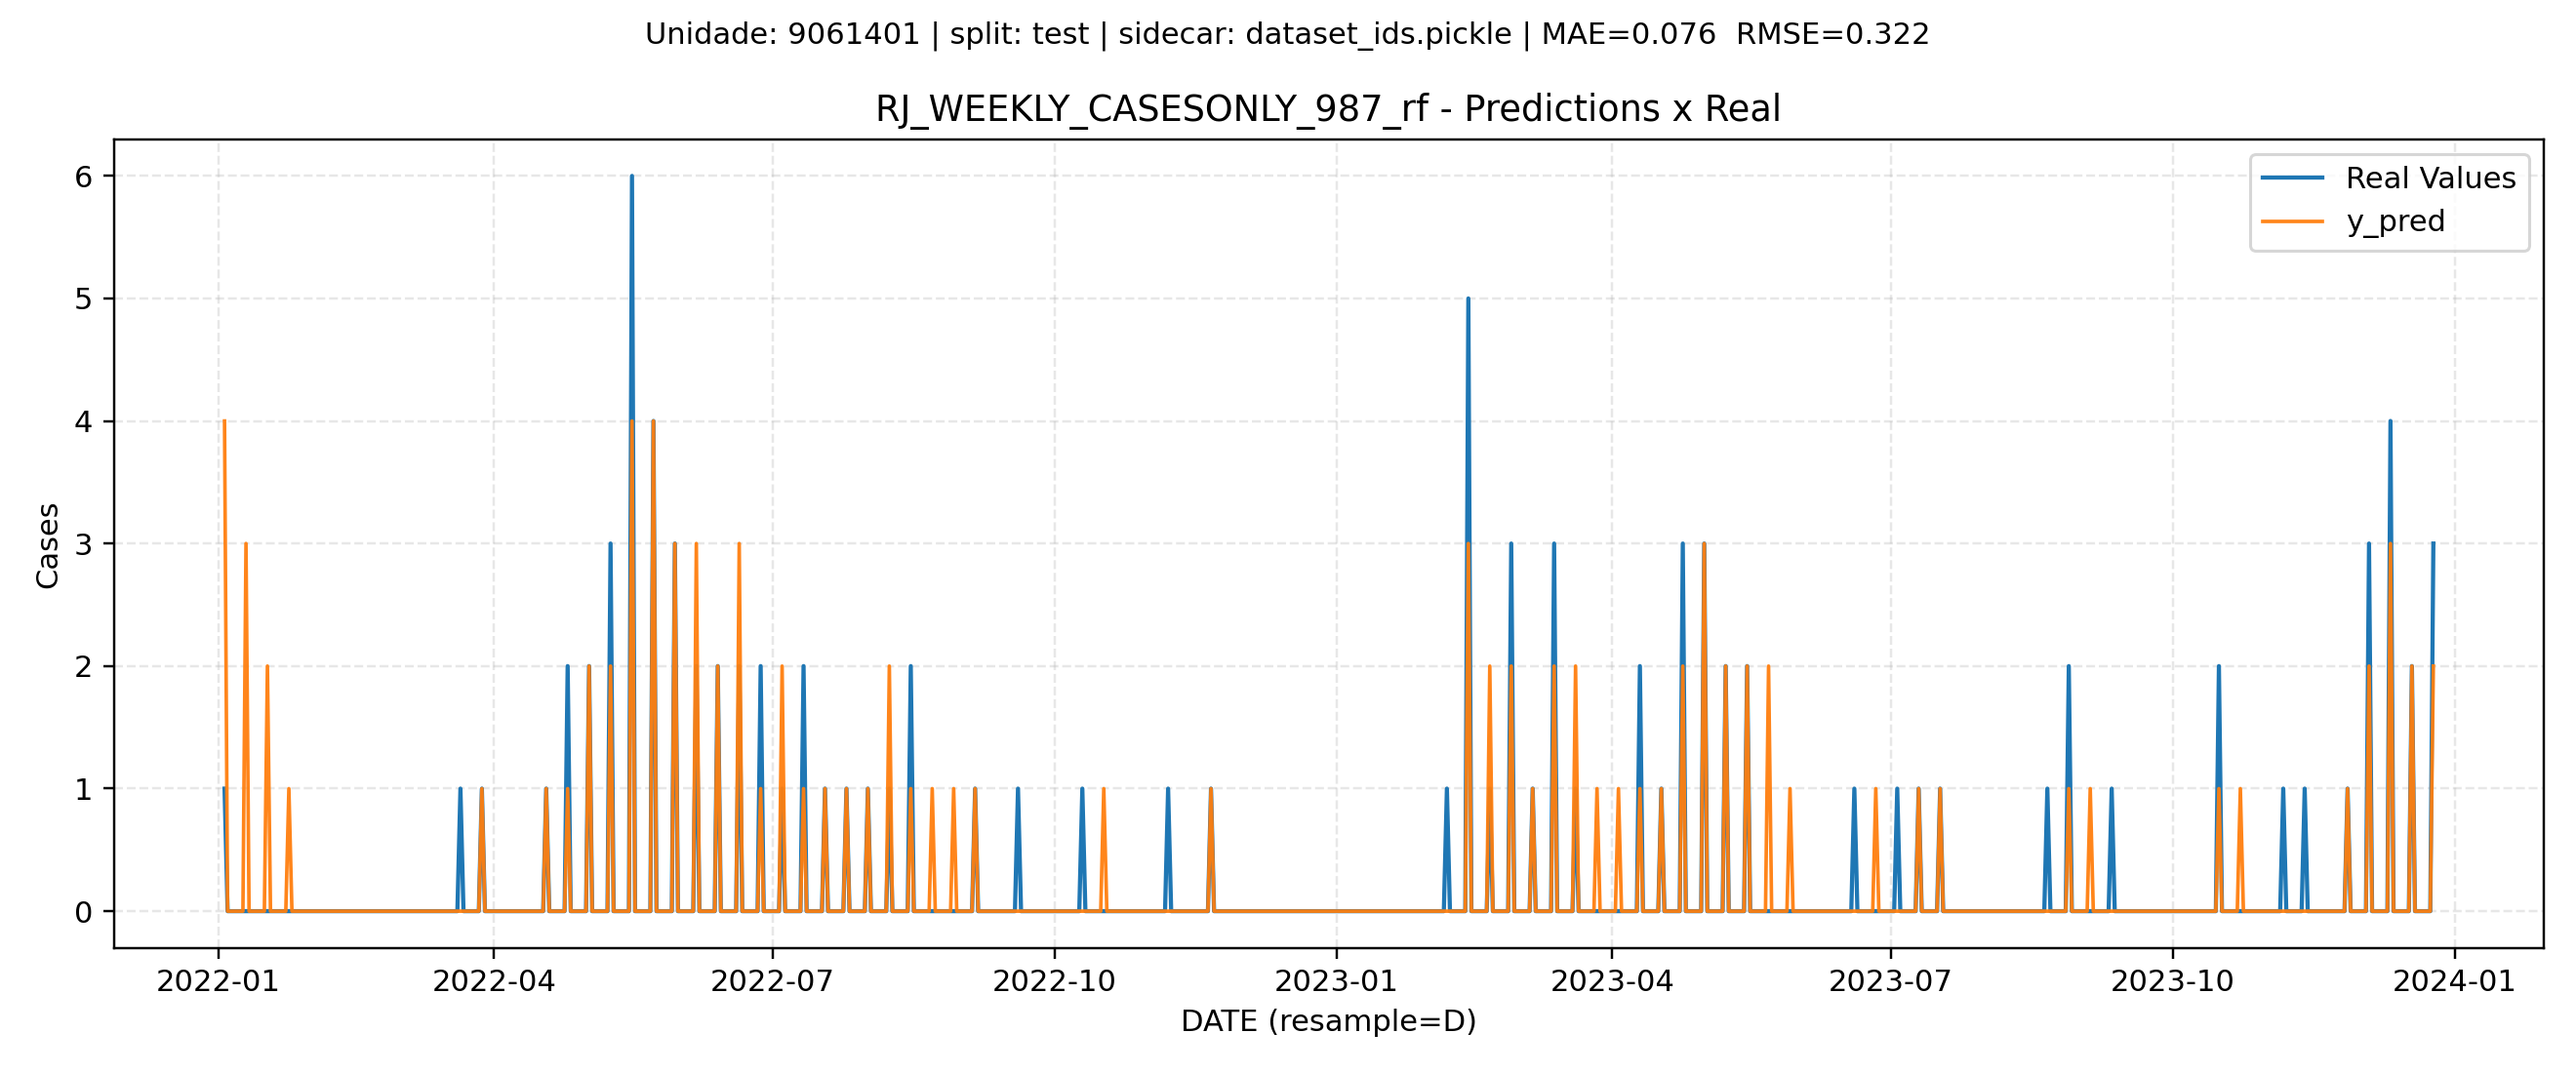 Unidade: 9061401 | split: test | sidecar: dataset_ids.pickle | MAE=0.076  RMSE=0.322
RJ_WEEKLY_CASESONLY_987_rf - Predictions x Real
Real Values
y_pred
Cases
6
5
4
3
2
1
0
2022-01 2022-04 2022-07 2022-10 2023-01 2023-04 2023-07 2023-10 2024-01
DATE (resample=D)